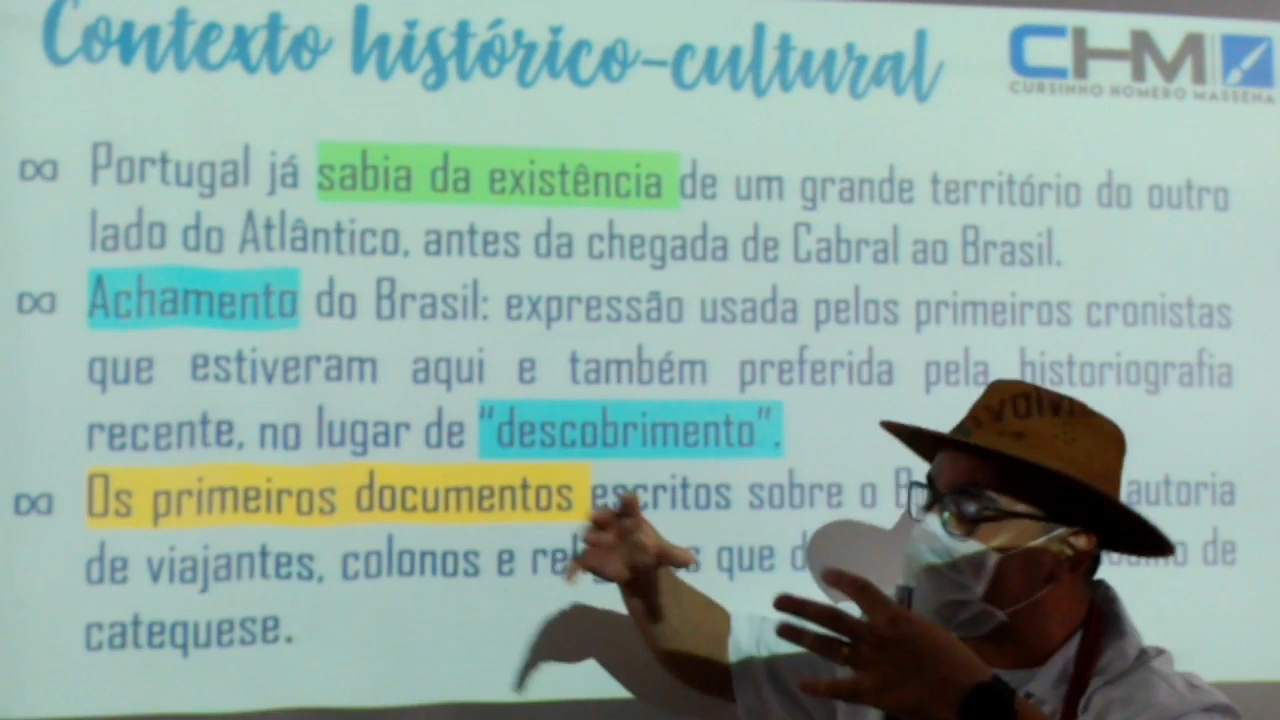 Contexto histórico-cultural
CHM
CURSINHO HOMERO MASSENA
∞ Portugal já sabia da existência de um grande território do outro
lado do Atlântico, antes da chegada de Cabral ao Brasil.
∞ Achamento do Brasil: expressão usada pelos primeiros cronistas
que estiveram aqui e também preferida pela historiografia
recente, no lugar de “descobrimento”.
∞ Os primeiros documentos escritos sobre o autoria
de viajantes, colonos e que de
catequese.